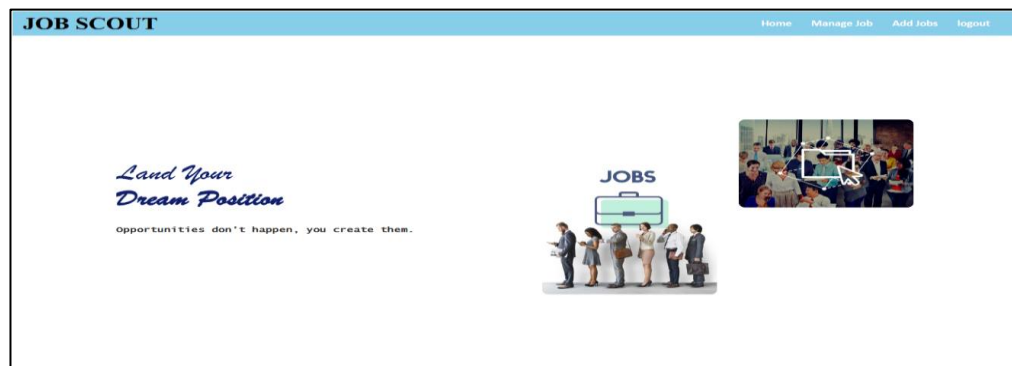 JOB SCOUT
Home Manage Job Add Jobs logout
Land Your
Dream Position
Opportunities don't happen, you create them.
JOBS